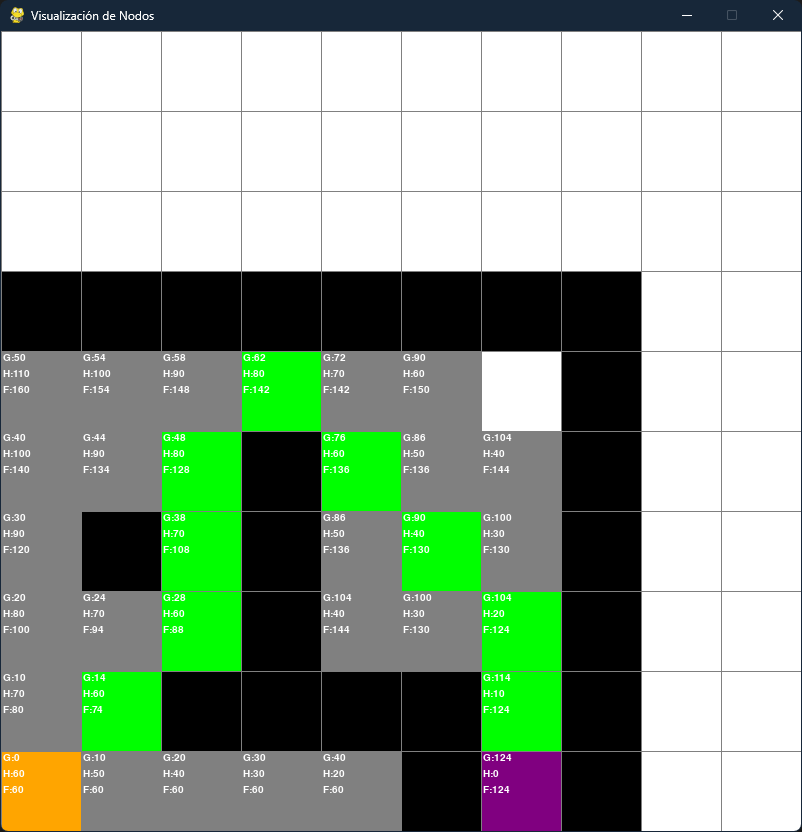 Visualización de Nodos
G:50 G:54 G:58 G:62 G:72 G:90
H:110 H:100 H:90 H:80 H:70 H:60
F:160 F:154 F:148 F:142 F:142 F:150
G:40 G:44 G:48 G:76 G:86 G:104
H:100 H:90 H:80 H:60 H:50 H:40
F:140 F:134 F:128 F:136 F:136 F:144
G:30 G:38 G:86 G:90 G:100
H:90 H:70 H:50 H:40 H:30
F:120 F:108 F:136 F:130 F:130
G:20 G:24 G:28 G:104 G:100 G:104
H:80 H:70 H:60 H:40 H:30 H:20
F:100 F:94 F:88 F:144 F:130 F:124
G:10 G:14 G:114
H:70 H:60 H:10
F:80 F:74 F:124
G:0 G:10 G:20 G:30 G:40 G:124
H:60 H:50 H:40 H:30 H:20 H:0
F:60 F:60 F:60 F:60 F:60 F:124